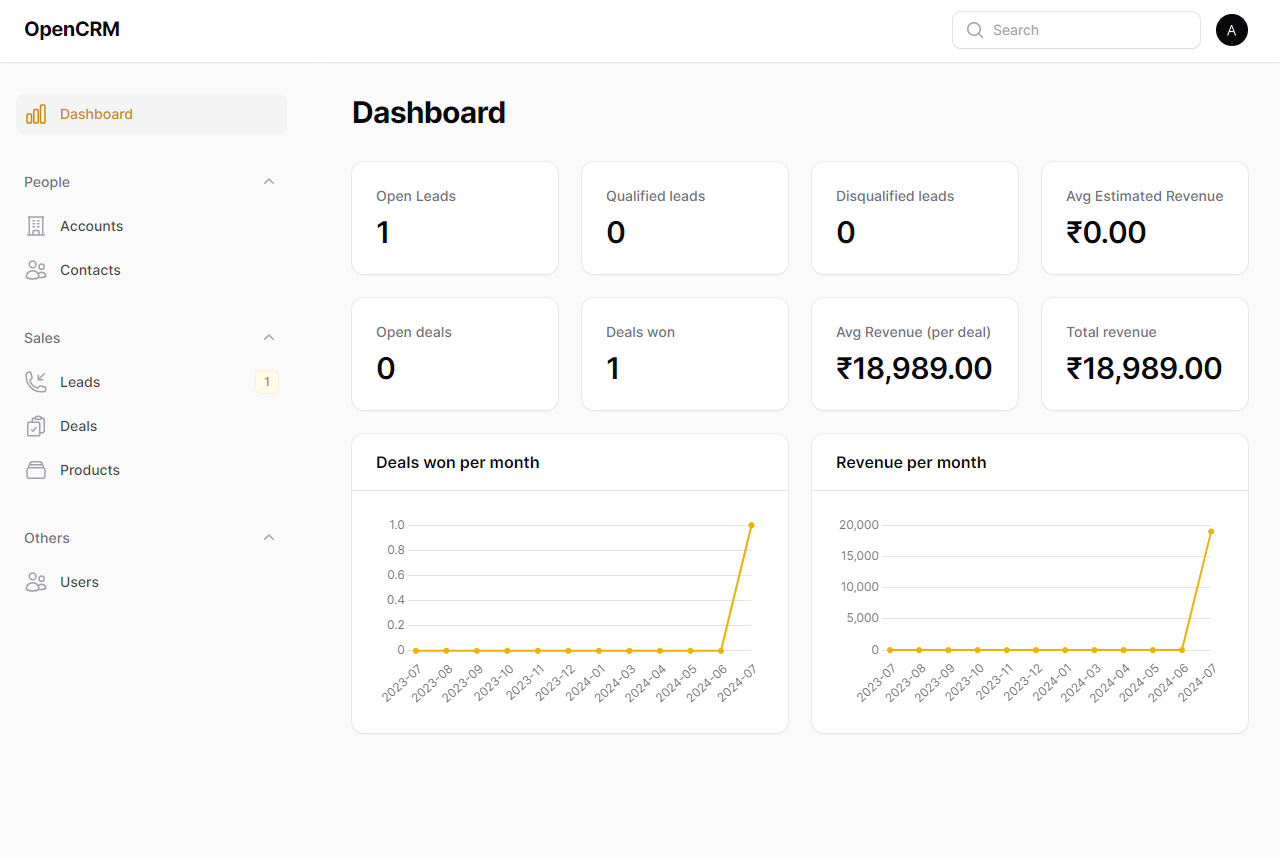 OpenCRM
Search
A
Dashboard
People
Accounts
Contacts
Sales
Leads
1
Deals
Products
Others
Users
Dashboard
Open Leads
1
Qualified leads
0
Disqualified leads
0
Avg Estimated Revenue
₹0.00
Open deals
0
Deals won
1
Avg Revenue (per deal)
₹18,989.00
Total revenue
₹18,989.00
Deals won per month
1.0
0.8
0.6
0.4
0.2
0
2023-07
2023-08
2023-09
2023-10
2023-11
2023-12
2024-01
2024-03
2024-04
2024-05
2024-06
2024-07
Revenue per month
20,000
15,000
10,000
5,000
0
2023-07
2023-08
2023-09
2023-10
2023-11
2023-12
2024-01
2024-03
2024-04
2024-05
2024-06
2024-07